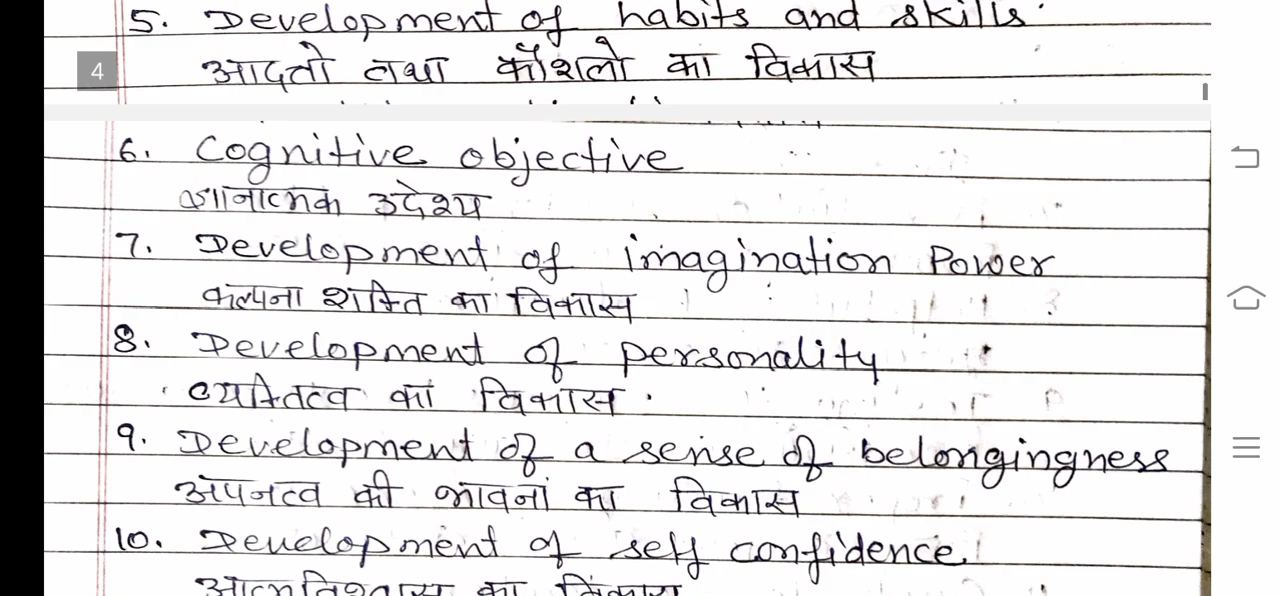 5. Development of habits and skills.
4
आदतो तथा कौशलो का विकास
6. Cognitive objective
ज्ञानात्मक उदेश्य
7. Development of imagination Power
कल्पना शक्ति का विकास
8. Development of personality
व्यक्तित्व का विकास.
9. Development of a sense of belongingness
अपनत्व की भावना का विकास
10. Development of self confidence
आत्मविश्वास का विकास